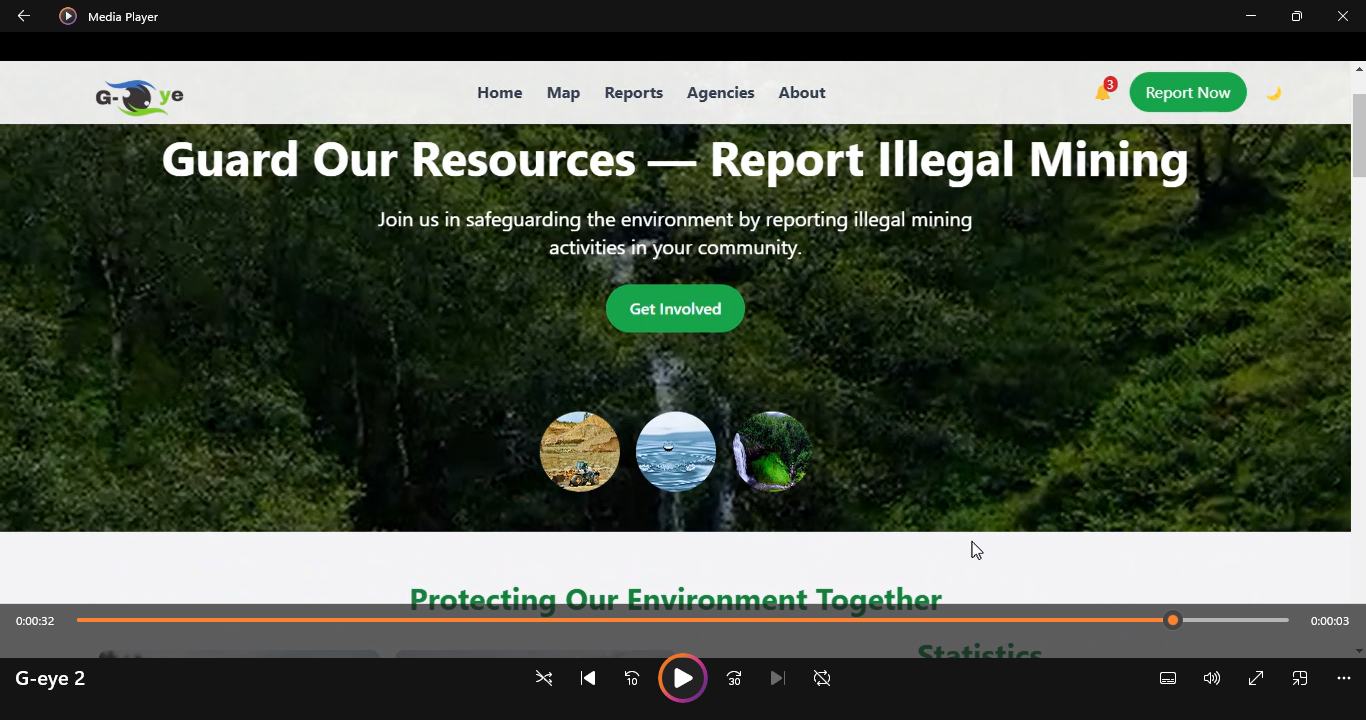 Media Player
G-eye
Home Map Reports Agencies About
3
Report Now
Guard Our Resources — Report Illegal Mining
Join us in safeguarding the environment by reporting illegal mining
activities in your community.
Get Involved
Protecting Our Environment Together
0:00:32
0:00:03
Statistics
G-eye 2
10
30